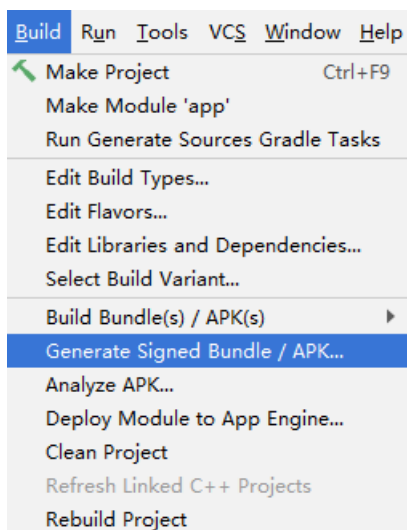 Build Run Tools VCS Window Help
Make Project Ctrl+F9
Make Module 'app'
Run Generate Sources Gradle Tasks
Edit Build Types...
Edit Flavors...
Edit Libraries and Dependencies...
Select Build Variant...
Build Bundle(s) / APK(s)
Generate Signed Bundle / APK...
Analyze APK...
Deploy Module to App Engine...
Clean Project
Refresh Linked C++ Projects
Rebuild Project